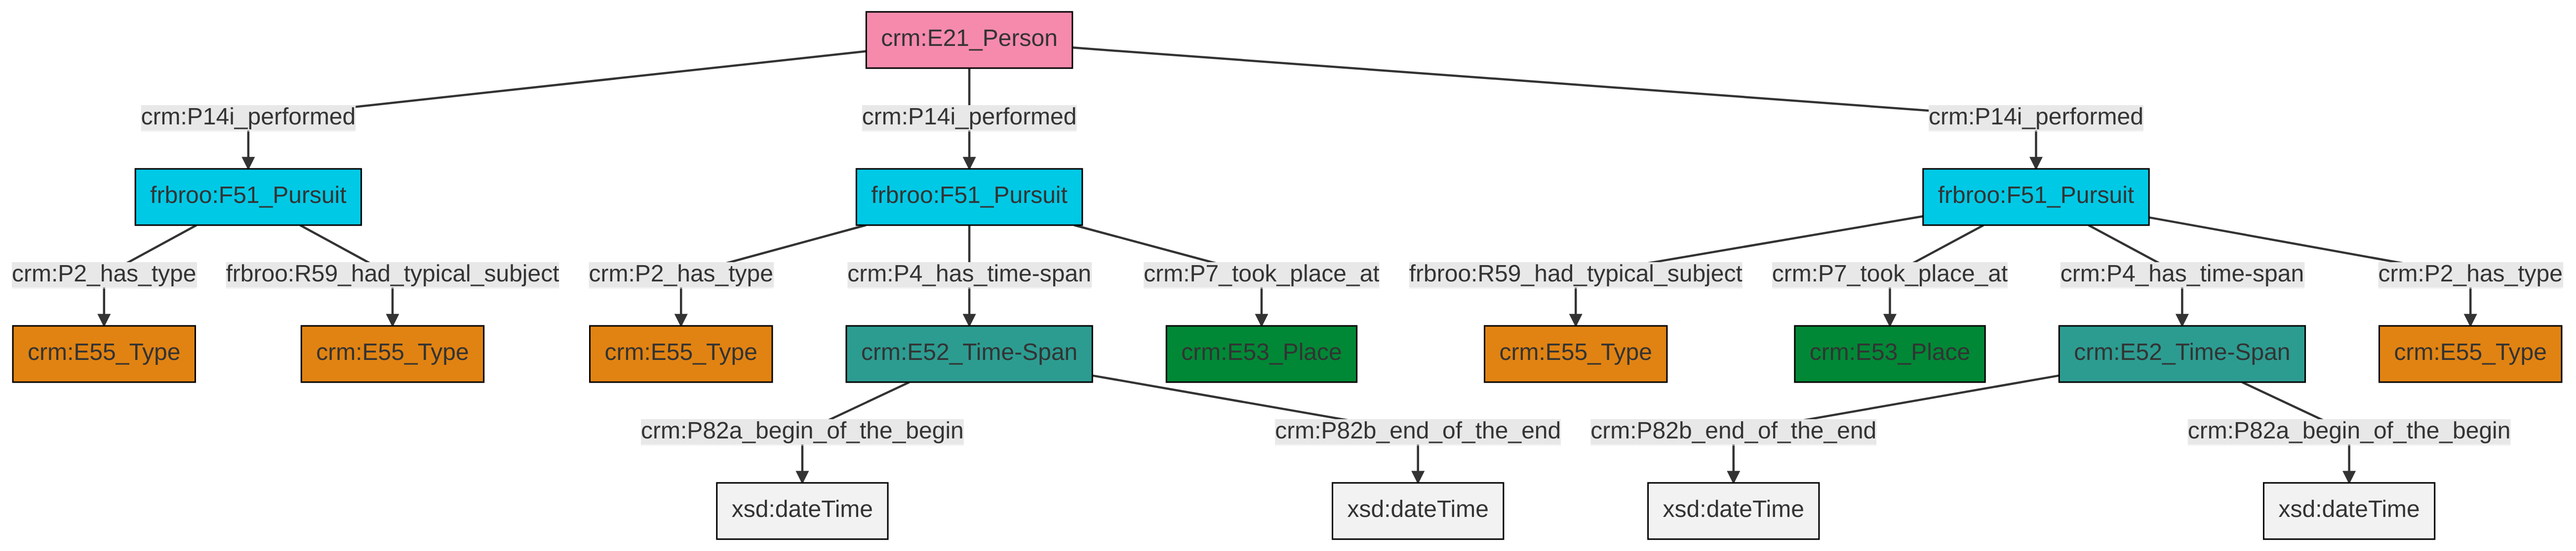 crm:E21_Person
crm:P14i_performed crm:P14i_performed crm:P14i_performed
frbroo:F51_Pursuit frbroo:F51_Pursuit frbroo:F51_Pursuit
crm:P2_has_type frbroo:R59_had_typical_subject crm:P2_has_type crm:P4_has_time-span crm:P7_took_place_at frbroo:R59_had_typical_subject crm:P7_took_place_at crm:P4_has_time-span crm:P2_has_type
crm:E55_Type crm:E55_Type crm:E55_Type crm:E52_Time-Span crm:E53_Place crm:E55_Type crm:E53_Place crm:E52_Time-Span crm:E55_Type
crm:P82a_begin_of_the_begin crm:P82b_end_of_the_end crm:P82b_end_of_the_end crm:P82a_begin_of_the_begin
xsd:dateTime xsd:dateTime xsd:dateTime xsd:dateTime